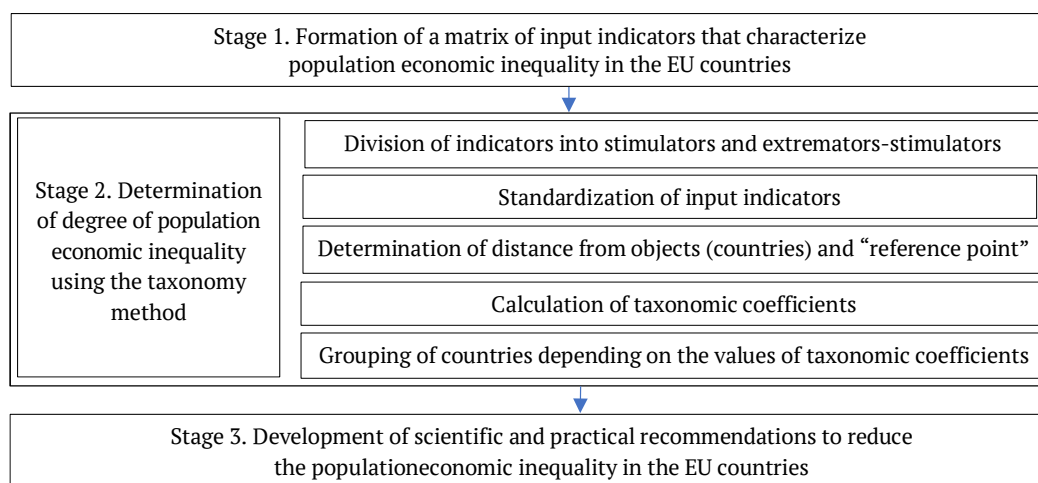 Stage 1. Formation of a matrix of input indicators that characterize
population economic inequality in the EU countries
Stage 2. Determination
of degree of population
economic inequality
using the taxonomy
method
Division of indicators into stimulators and extremators-stimulators
Standardization of input indicators
Determination of distance from objects (countries) and “reference point”
Calculation of taxonomic coefficients
Grouping of countries depending on the values of taxonomic coefficients
Stage 3. Development of scientific and practical recommendations to reduce
the populationeconomic inequality in the EU countries